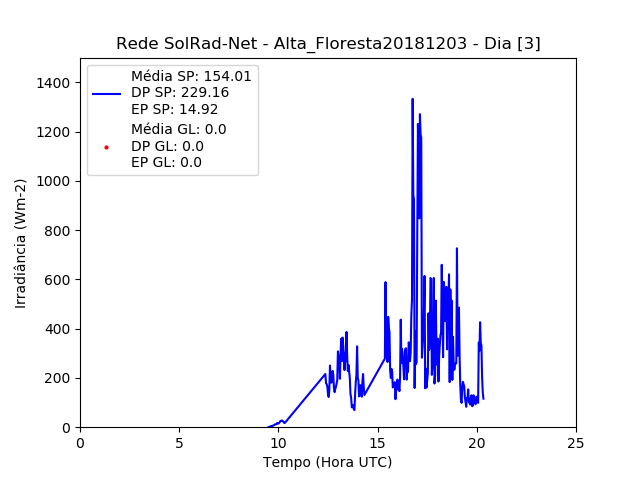 Rede SolRad-Net - Alta_Floresta20181203 - Dia [3]
Média SP: 154.01
DP SP: 229.16
EP SP: 14.92
Média GL: 0.0
DP GL: 0.0
EP GL: 0.0
Irradiância (Wm-2)
1400
1200
1000
800
600
400
200
0
0 5 10 15 20 25
Tempo (Hora UTC)